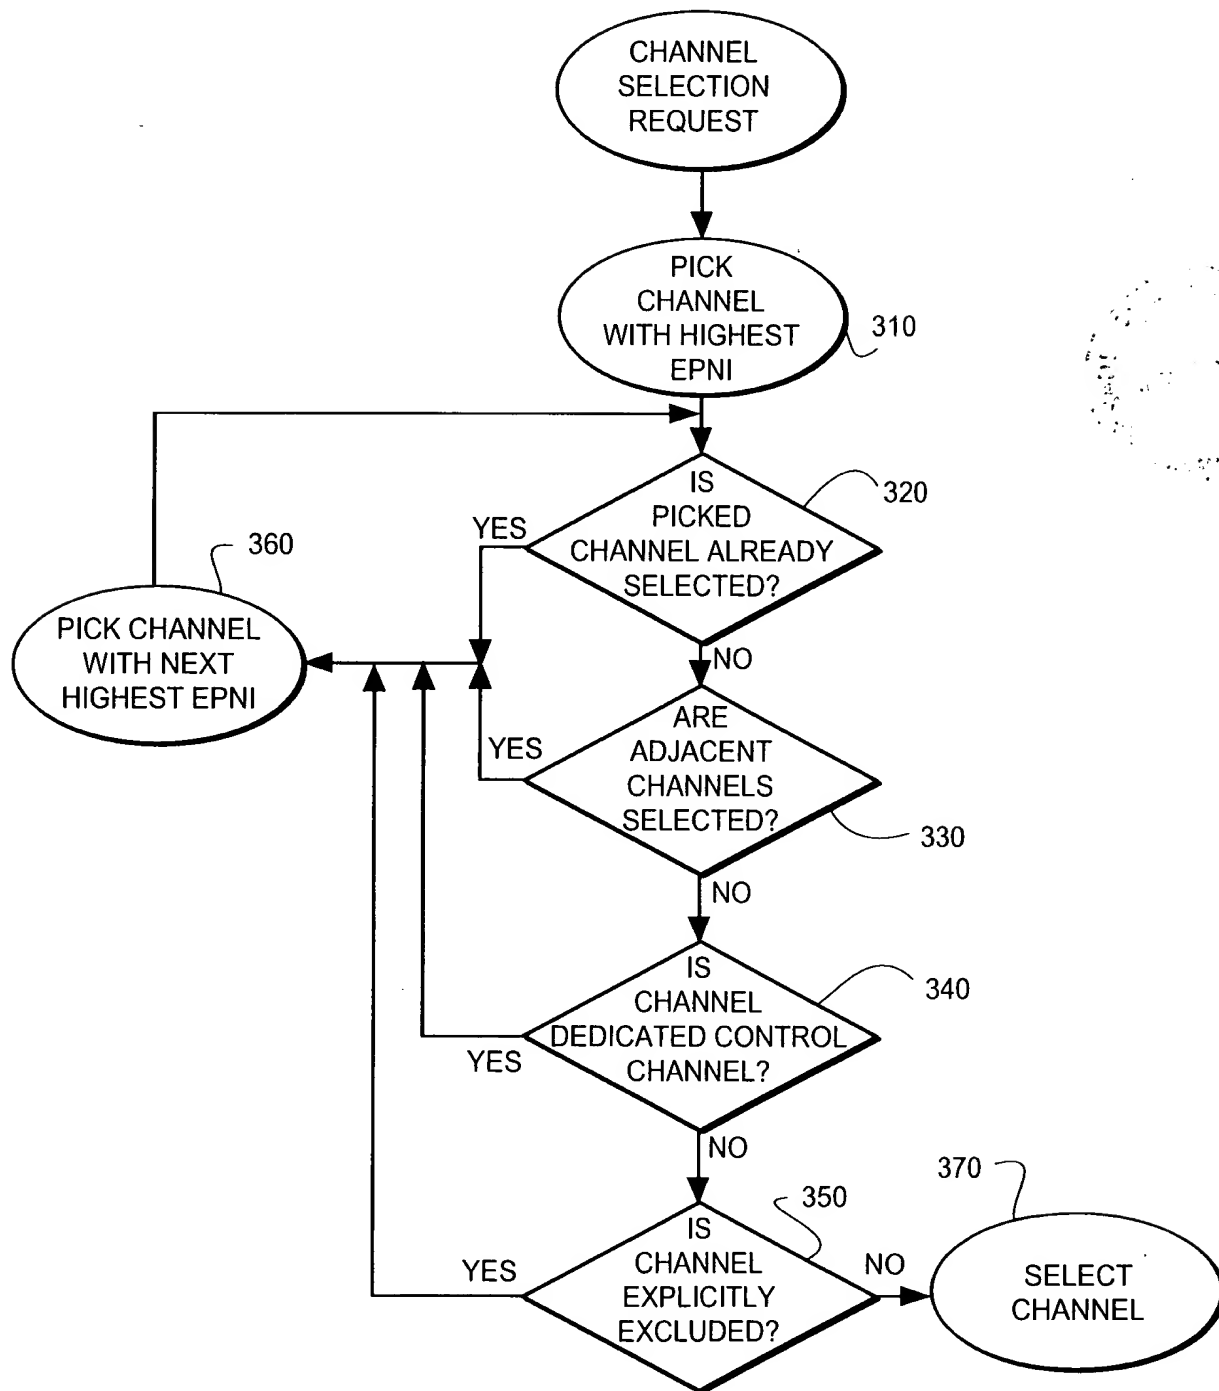 CHANNEL
SELECTION
REQUEST
PICK
CHANNEL
WITH HIGHEST
EPNI
310
IS
PICKED
CHANNEL ALREADY
SELECTED?
320
YES
NO
360
PICK CHANNEL
WITH NEXT
HIGHEST EPNI
ARE
ADJACENT
CHANNELS
SELECTED?
330
YES
NO
IS
CHANNEL
DEDICATED CONTROL
CHANNEL?
340
YES
NO
IS
CHANNEL
EXPLICITLY
EXCLUDED?
350
YES
NO
370
SELECT
CHANNEL